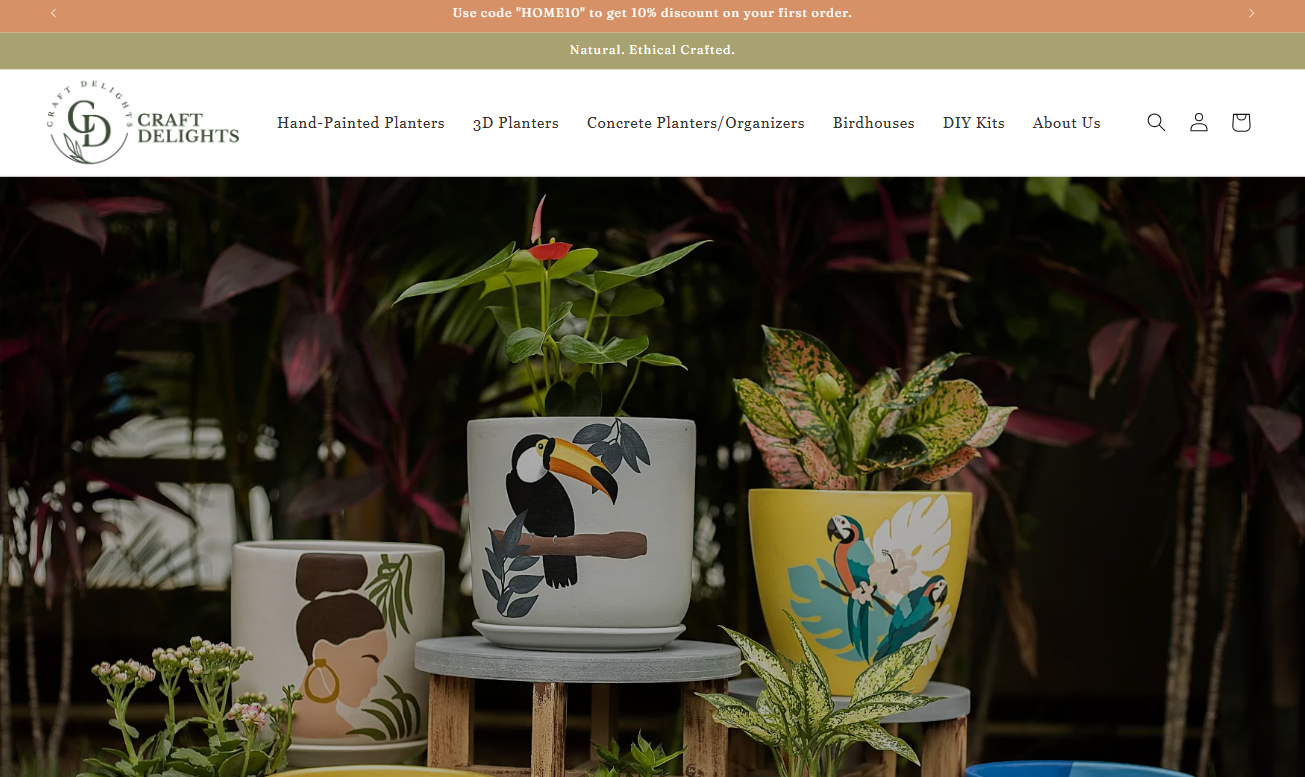 Use code "HOME10" to get 10% discount on your first order.
Natural. Ethical Crafted.
CRAFT DELIGHTS
CD
CRAFT
DELIGHTS
Hand-Painted Planters
3D Planters
Concrete Planters/Organizers
Birdhouses
DIY Kits
About Us